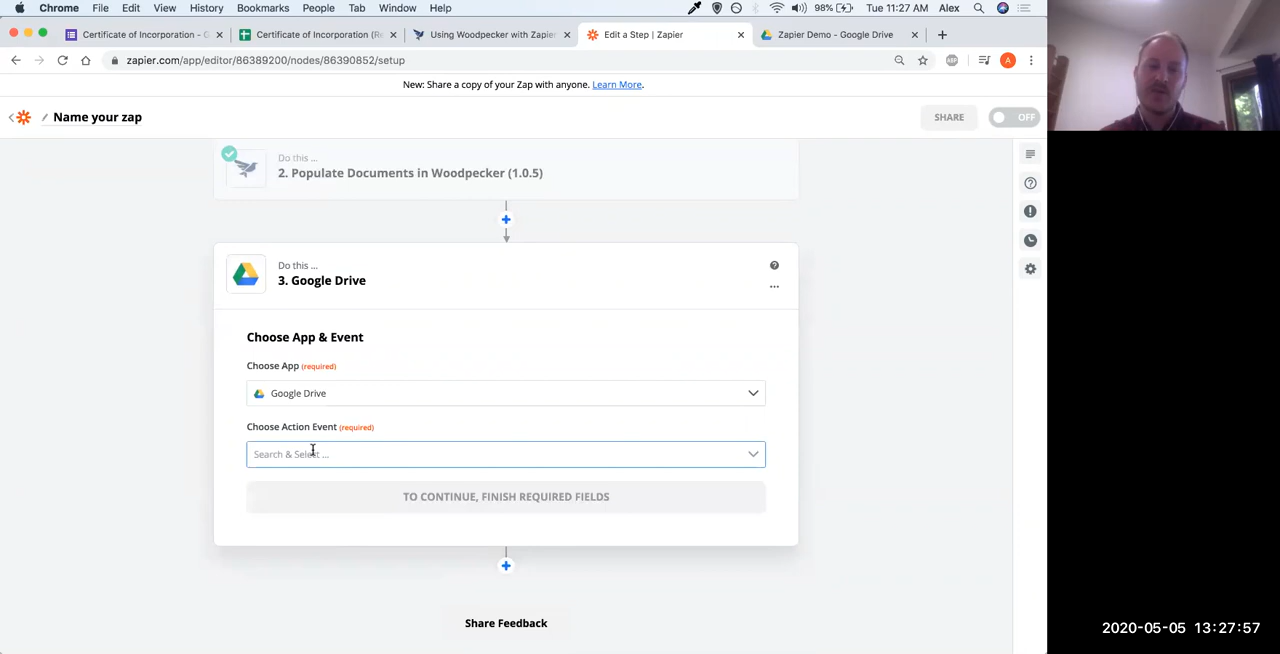 Chrome File Edit View History Bookmarks People Tab Window Help 98% Tue 11:27 AM Alex
Certificate of Incorporation - G Certificate of Incorporation (Re Using Woodpecker with Zapier Edit a Step | Zapier Zapier Demo - Google Drive
zapier.com/app/editor/86389200/nodes/86390852/setup A
New: Share a copy of your Zap with anyone. Learn More.
Name your zap SHARE OFF
Do this ...
2. Populate Documents in Woodpecker (1.0.5)
Do this ...
3. Google Drive
Choose App & Event
Choose App (required)
Google Drive
Choose Action Event (required)
Search & Select ...
TO CONTINUE, FINISH REQUIRED FIELDS
Share Feedback
2020-05-05 13:27:57